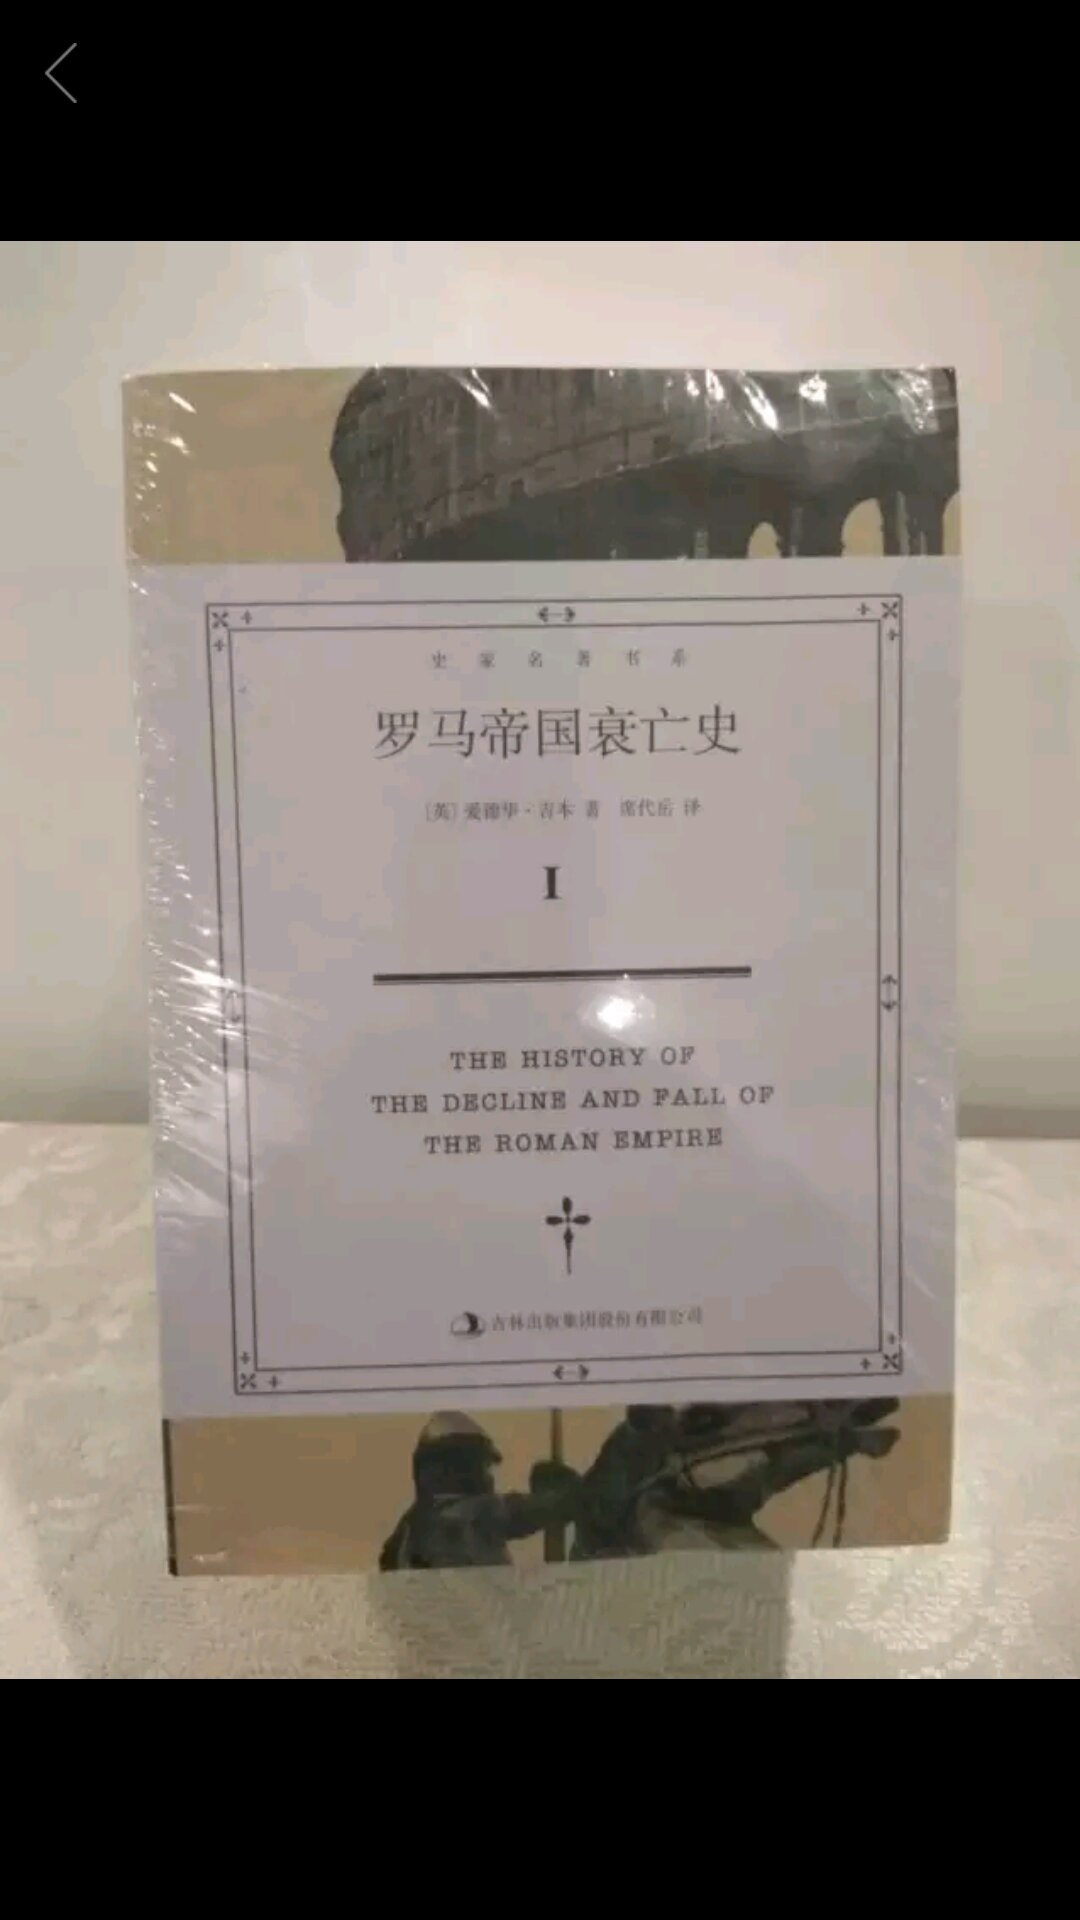 史家名著书系
罗马帝国衰亡史
[英]爱德华·吉本 著 席代岳 译
I
THE HISTORY OF
THE DECLINE AND FALL OF
THE ROMAN EMPIRE
吉林出版集团股份有限公司